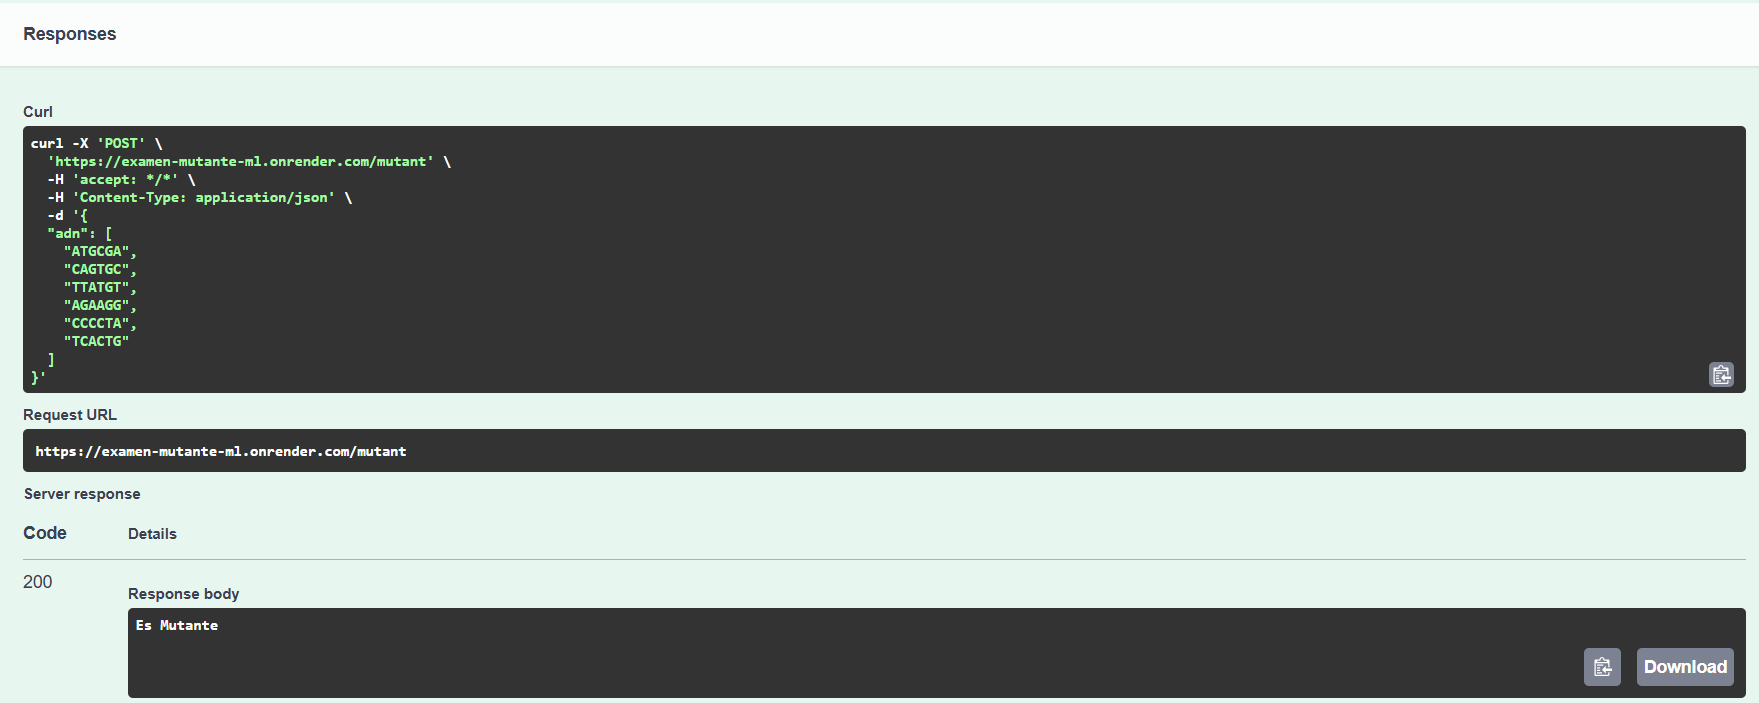 Responses
Curl
curl -X 'POST' \
  'https://examen-mutante-ml.onrender.com/mutant' \
  -H 'accept: */*' \
  -H 'Content-Type: application/json' \
  -d '{
  "adn": [
    "ATGCGA",
    "CAGTGC",
    "TTATGT",
    "AGAAGG",
    "CCCCTA",
    "TCACTG"
  ]
}'
Request URL
https://examen-mutante-ml.onrender.com/mutant
Server response
Code Details
200
Response body
Es Mutante
Download